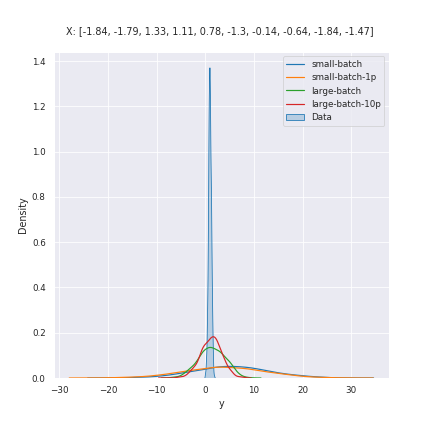 X: [-1.84, -1.79, 1.33, 1.11, 0.78, -1.3, -0.14, -0.64, -1.84, -1.47]
1.4
1.2
1.0
0.8
0.6
0.4
0.2
0.0
Density
small-batch
small-batch-1p
large-batch
large-batch-10p
Data
−30 −20 −10 0 10 20 30
y